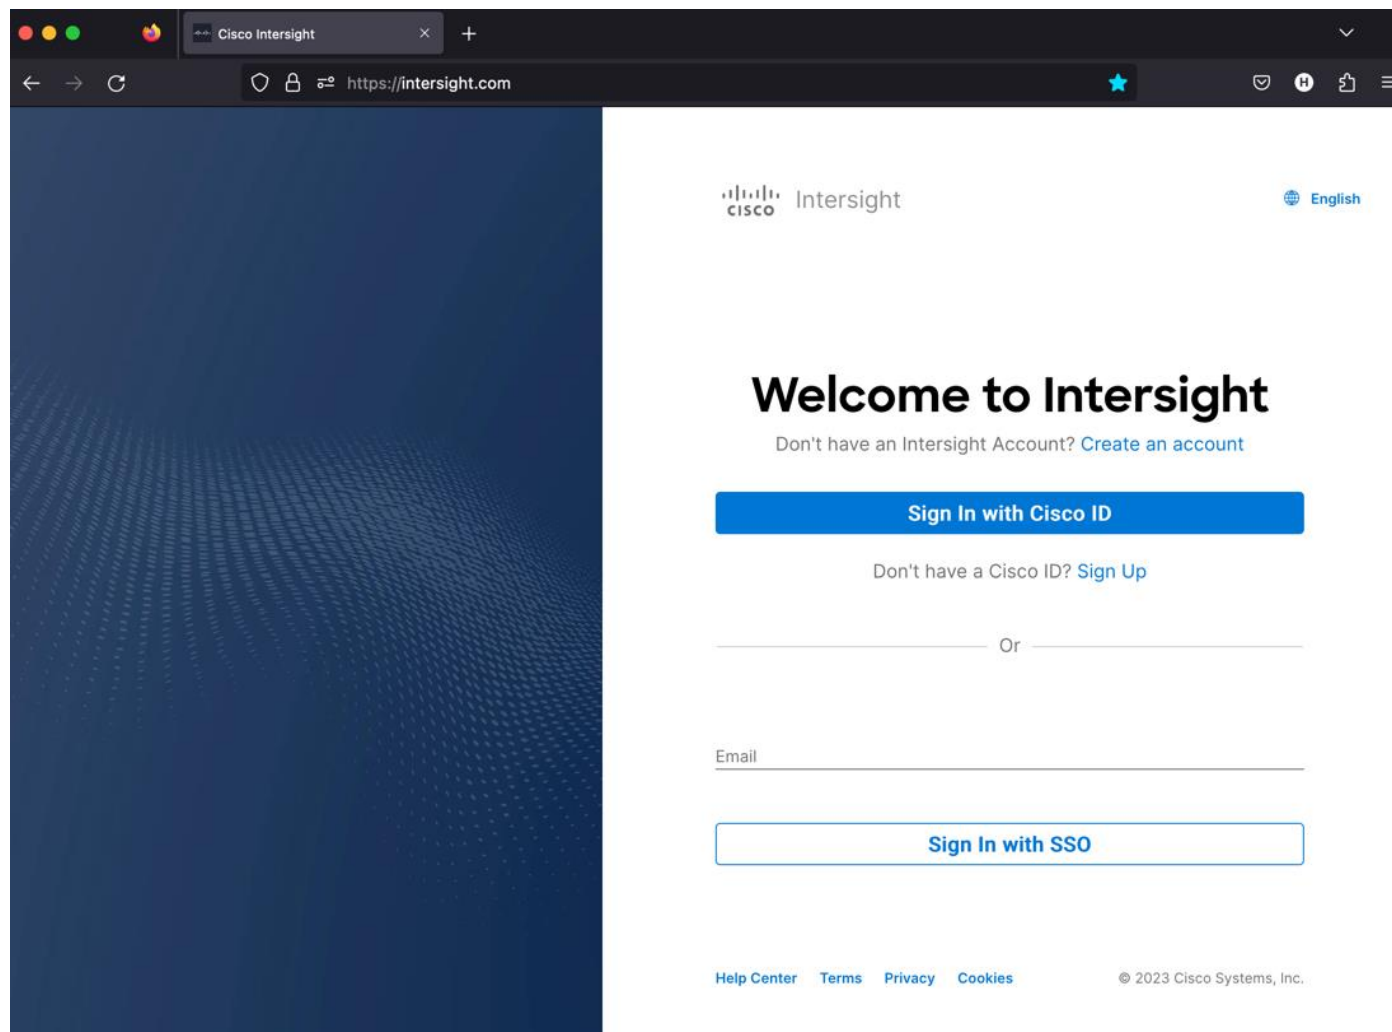 Cisco Intersight
https://intersight.com
H
CISCO Intersight
English
Welcome to Intersight
Don't have an Intersight Account? Create an account
Sign In with Cisco ID
Don't have a Cisco ID? Sign Up
Or
Email
Sign In with SSO
Help Center Terms Privacy Cookies © 2023 Cisco Systems, Inc.